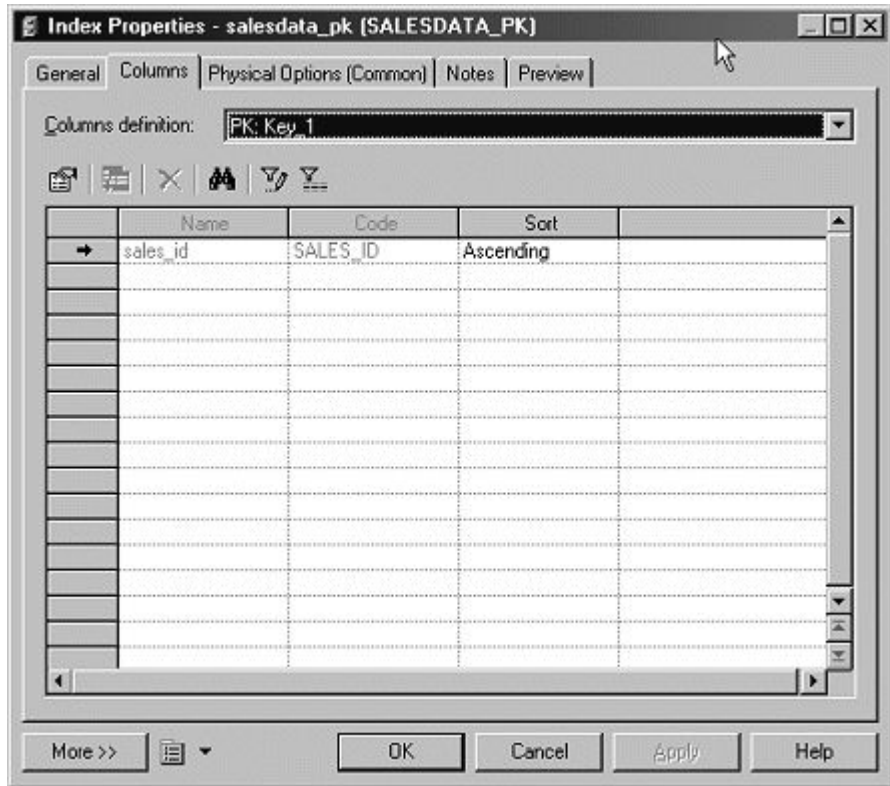 Index Properties - salesdata_pk (SALESDATA_PK)
General Columns Physical Options (Common) Notes Preview
Columns definition: PK: Key_1
Name Code Sort
sales_id SALES_ID Ascending
More >> OK Cancel Apply Help